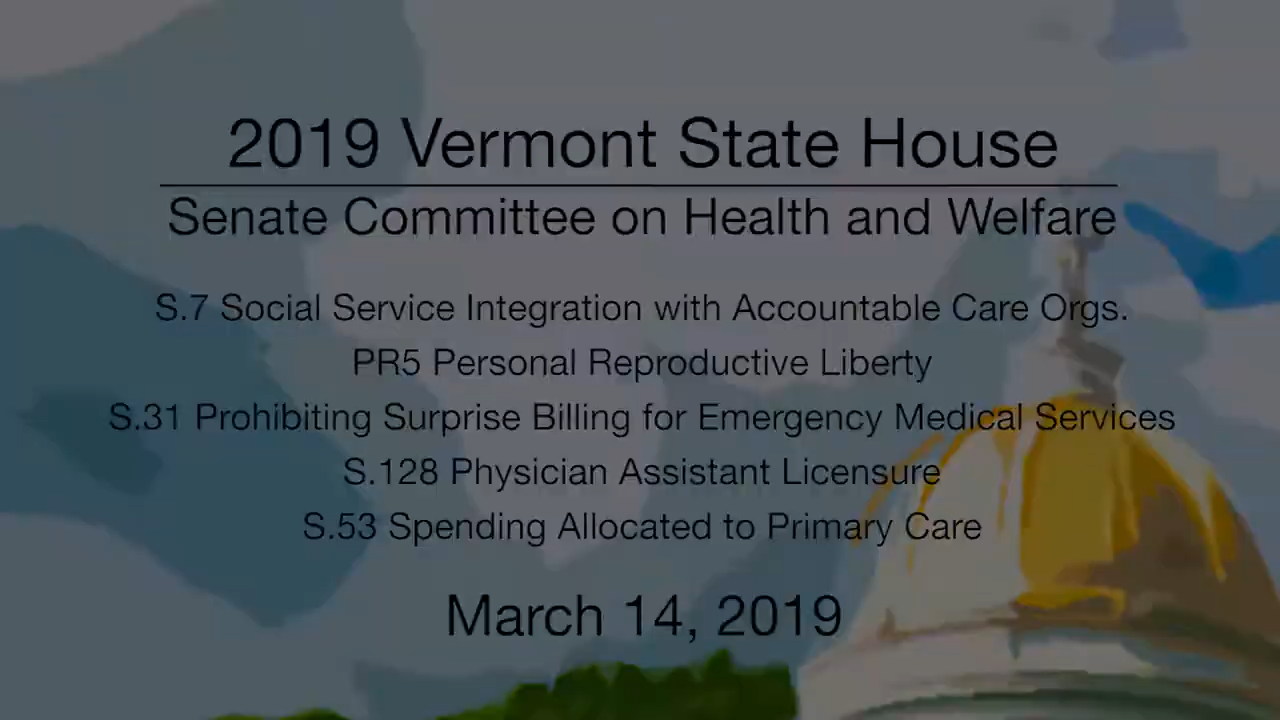 2019 Vermont State House
Senate Committee on Health and Welfare
S.7 Social Service Integration with Accountable Care Orgs.
PR5 Personal Reproductive Liberty
S.31 Prohibiting Surprise Billing for Emergency Medical Services
S.128 Physician Assistant Licensure
S.53 Spending Allocated to Primary Care
March 14, 2019